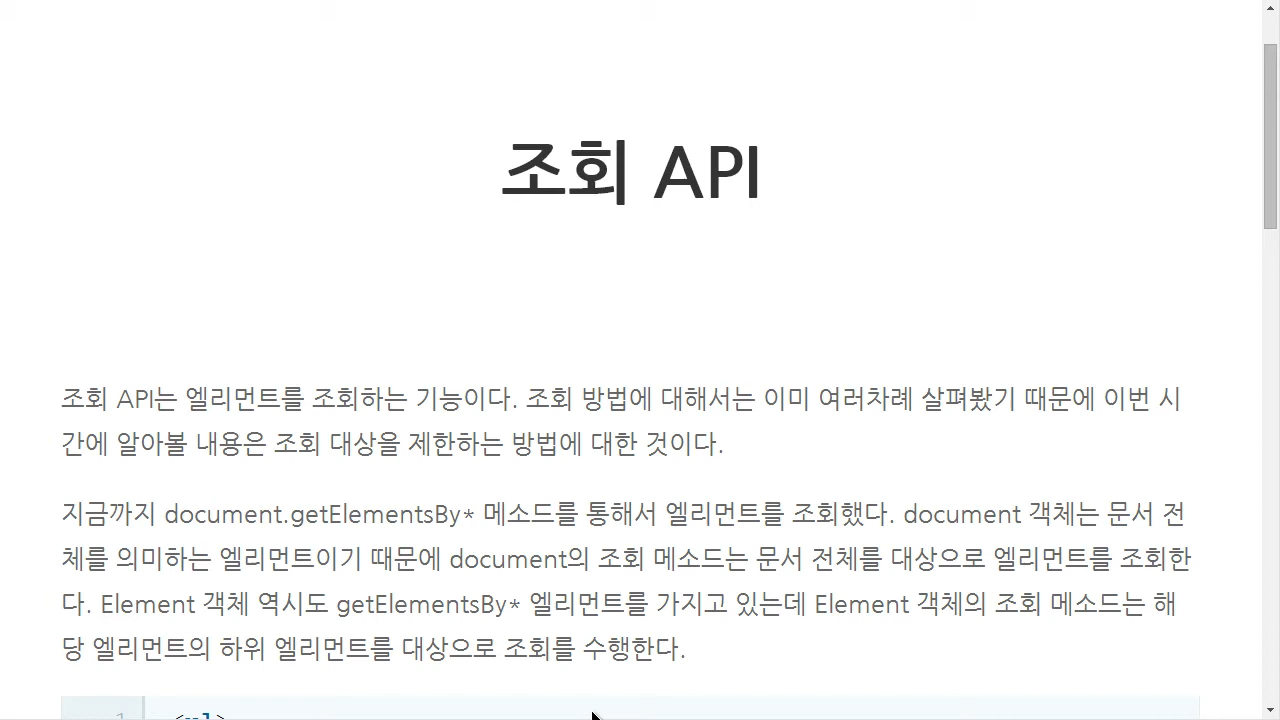 조회 API
조회 API는 엘리먼트를 조회하는 기능이다. 조회 방법에 대해서는 이미 여러차례 살펴봤기 때문에 이번 시
간에 알아볼 내용은 조회 대상을 제한하는 방법에 대한 것이다.
지금까지 document.getElementsBy* 메소드를 통해서 엘리먼트를 조회했다. document 객체는 문서 전
체를 의미하는 엘리먼트이기 때문에 document의 조회 메소드는 문서 전체를 대상으로 엘리먼트를 조회한
다. Element 객체 역시도 getElementsBy* 엘리먼트를 가지고 있는데 Element 객체의 조회 메소드는 해
당 엘리먼트의 하위 엘리먼트를 대상으로 조회를 수행한다.
1 <ul>